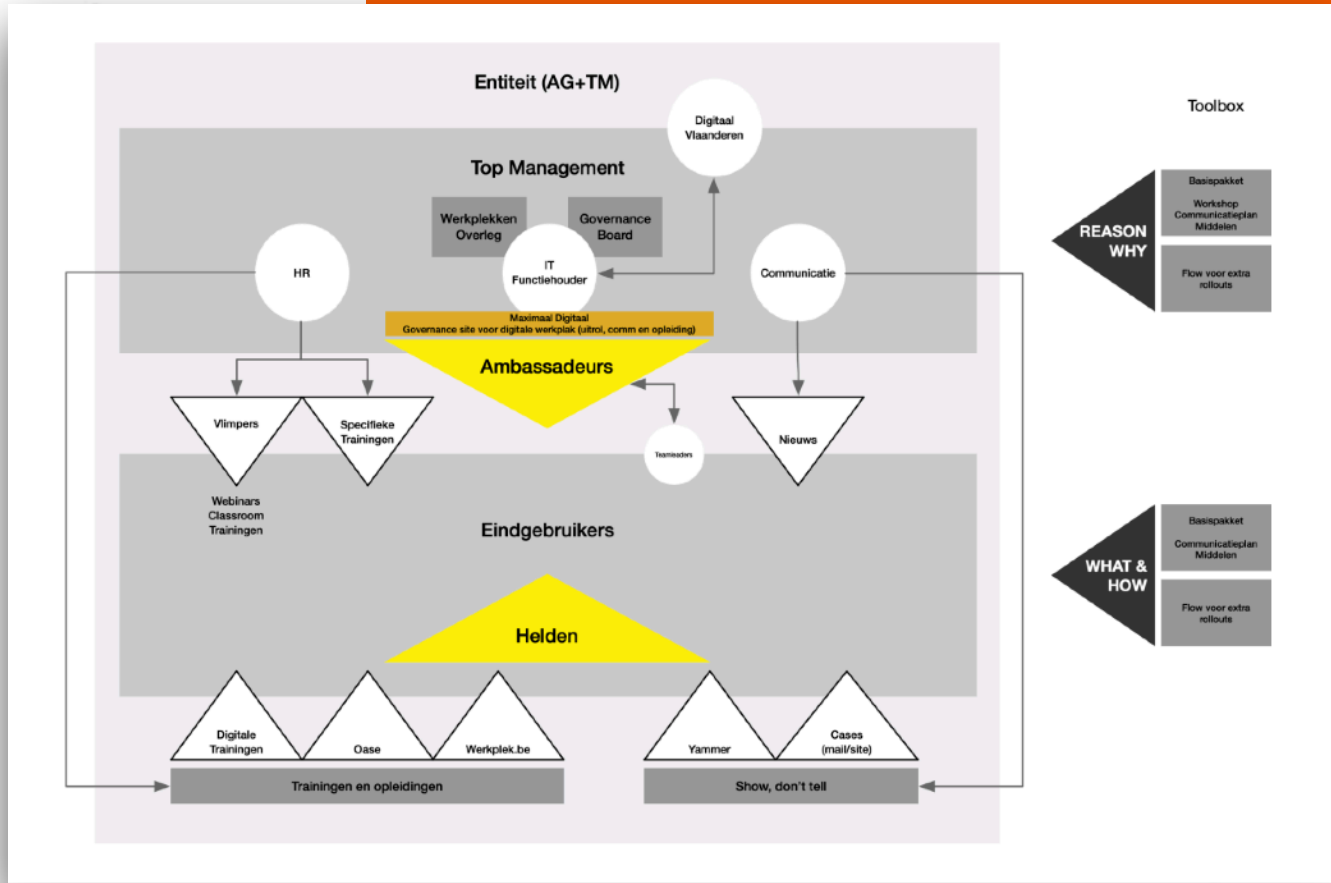 Entiteit (AG+TM)
Digitaal
Vlaanderen
Toolbox
Top Management
Werkplekken
Overleg
Governance
Board
HR
IT
Functiehouder
Communicatie
Maximaal Digitaal
Governance site voor digitale werkplak (uitrol, comm en opleiding)
Ambassadeurs
Vlimpers
Specifieke
Trainingen
Teamleaders
Nieuws
Webinars
Classroom
Trainingen
Eindgebruikers
Helden
Digitale
Trainingen
Oase
Werkplek.be
Yammer
Cases
(mail/site)
Trainingen en opleidingen
Show, don't tell
REASON
WHY
Basispakket
Workshop
Communicatieplan
Middelen
Flow voor extra
rollouts
WHAT &
HOW
Basispakket
Communicatieplan
Middelen
Flow voor extra
rolloute